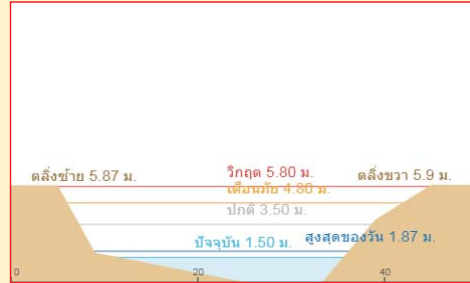 วิกฤต 5.80 ม.
ตลิ่งซ้าย 5.87 ม.
ตลิ่งขวา 5.9 ม.
เตือนภัย 4.80 ม.
ปกติ 3.50 ม.
สูงสุดของวัน 1.87 ม.
ปัจจุบัน 1.50 ม.
0 20 40